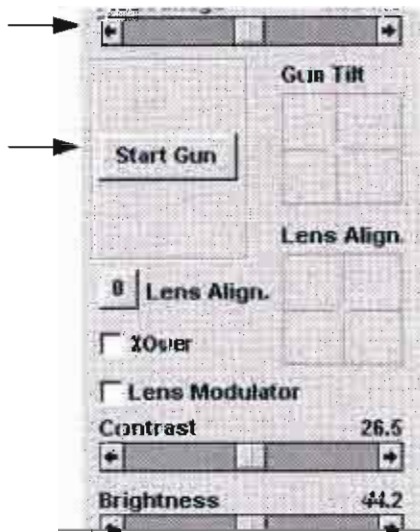 Gun Tilt
Start Gun
Lens Align.
0 Lens Align.
XOver
Lens Modulator
Contrast 26.5
Brightness 44.2